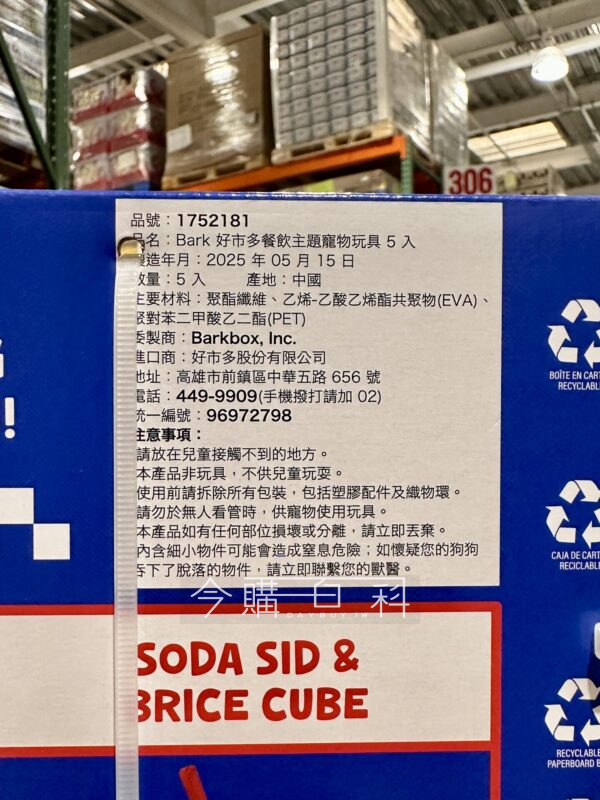 306
品號：1752181
品名：Bark 好市多餐飲主題寵物玩具 5 入
造年月：2025 年 05 月 15 日
數量：5 入 產地：中國
主要材料：聚酯纖維、乙烯-乙酸乙烯酯共聚物(EVA)、
聚對苯二甲酸乙二酯(PET)
委製商：Barkbox, Inc.
進口商：好市多股份有限公司
地址：高雄市前鎮區中華五路 656 號
電話：449-9909(手機撥打請加 02)
統一編號：96972798
注意事項：
請放在兒童接觸不到的地方。
本產品非玩具，不供兒童玩耍。
使用前請拆除所有包裝，包括塑膠配件及織物環。
請勿於無人看管時，供寵物使用玩具。
本產品如有任何部位損壞或分離，請立即丟棄。
內含細小物件可能會造成窒息危險；如懷疑您的狗狗
吞下了脫落的物件，請立即聯繫您的獸醫。
今購百科
DAYBUY.TW
SODA SID &
BRICE CUBE
!
BOÎTE EN CART
RECYCLABLE
CAJA DE CART
RECICLABL
RECYCLABLE
PAPERBOARD B